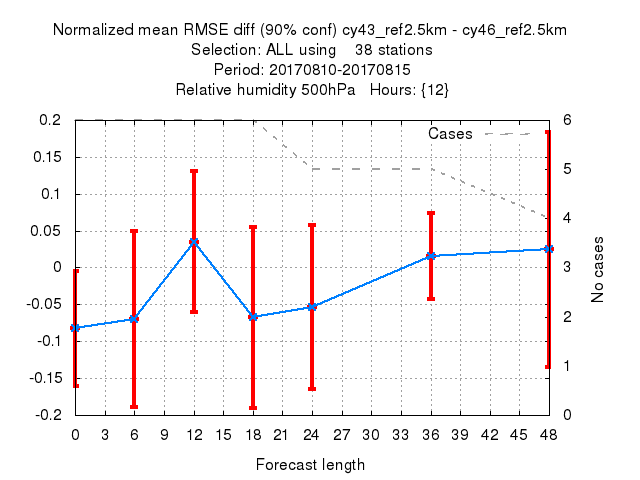 Normalized mean RMSE diff (90% conf) cy43_ref2.5km - cy46_ref2.5km
Selection: ALL using    38 stations
Period: 20170810-20170815
Relative humidity 500hPa   Hours: {12}
Cases
0.2
0.15
0.1
0.05
0
-0.05
-0.1
-0.15
-0.2
6
5
4
3
2
1
0
No cases
0 3 6 9 12 15 18 21 24 27 30 33 36 39 42 45 48
Forecast length